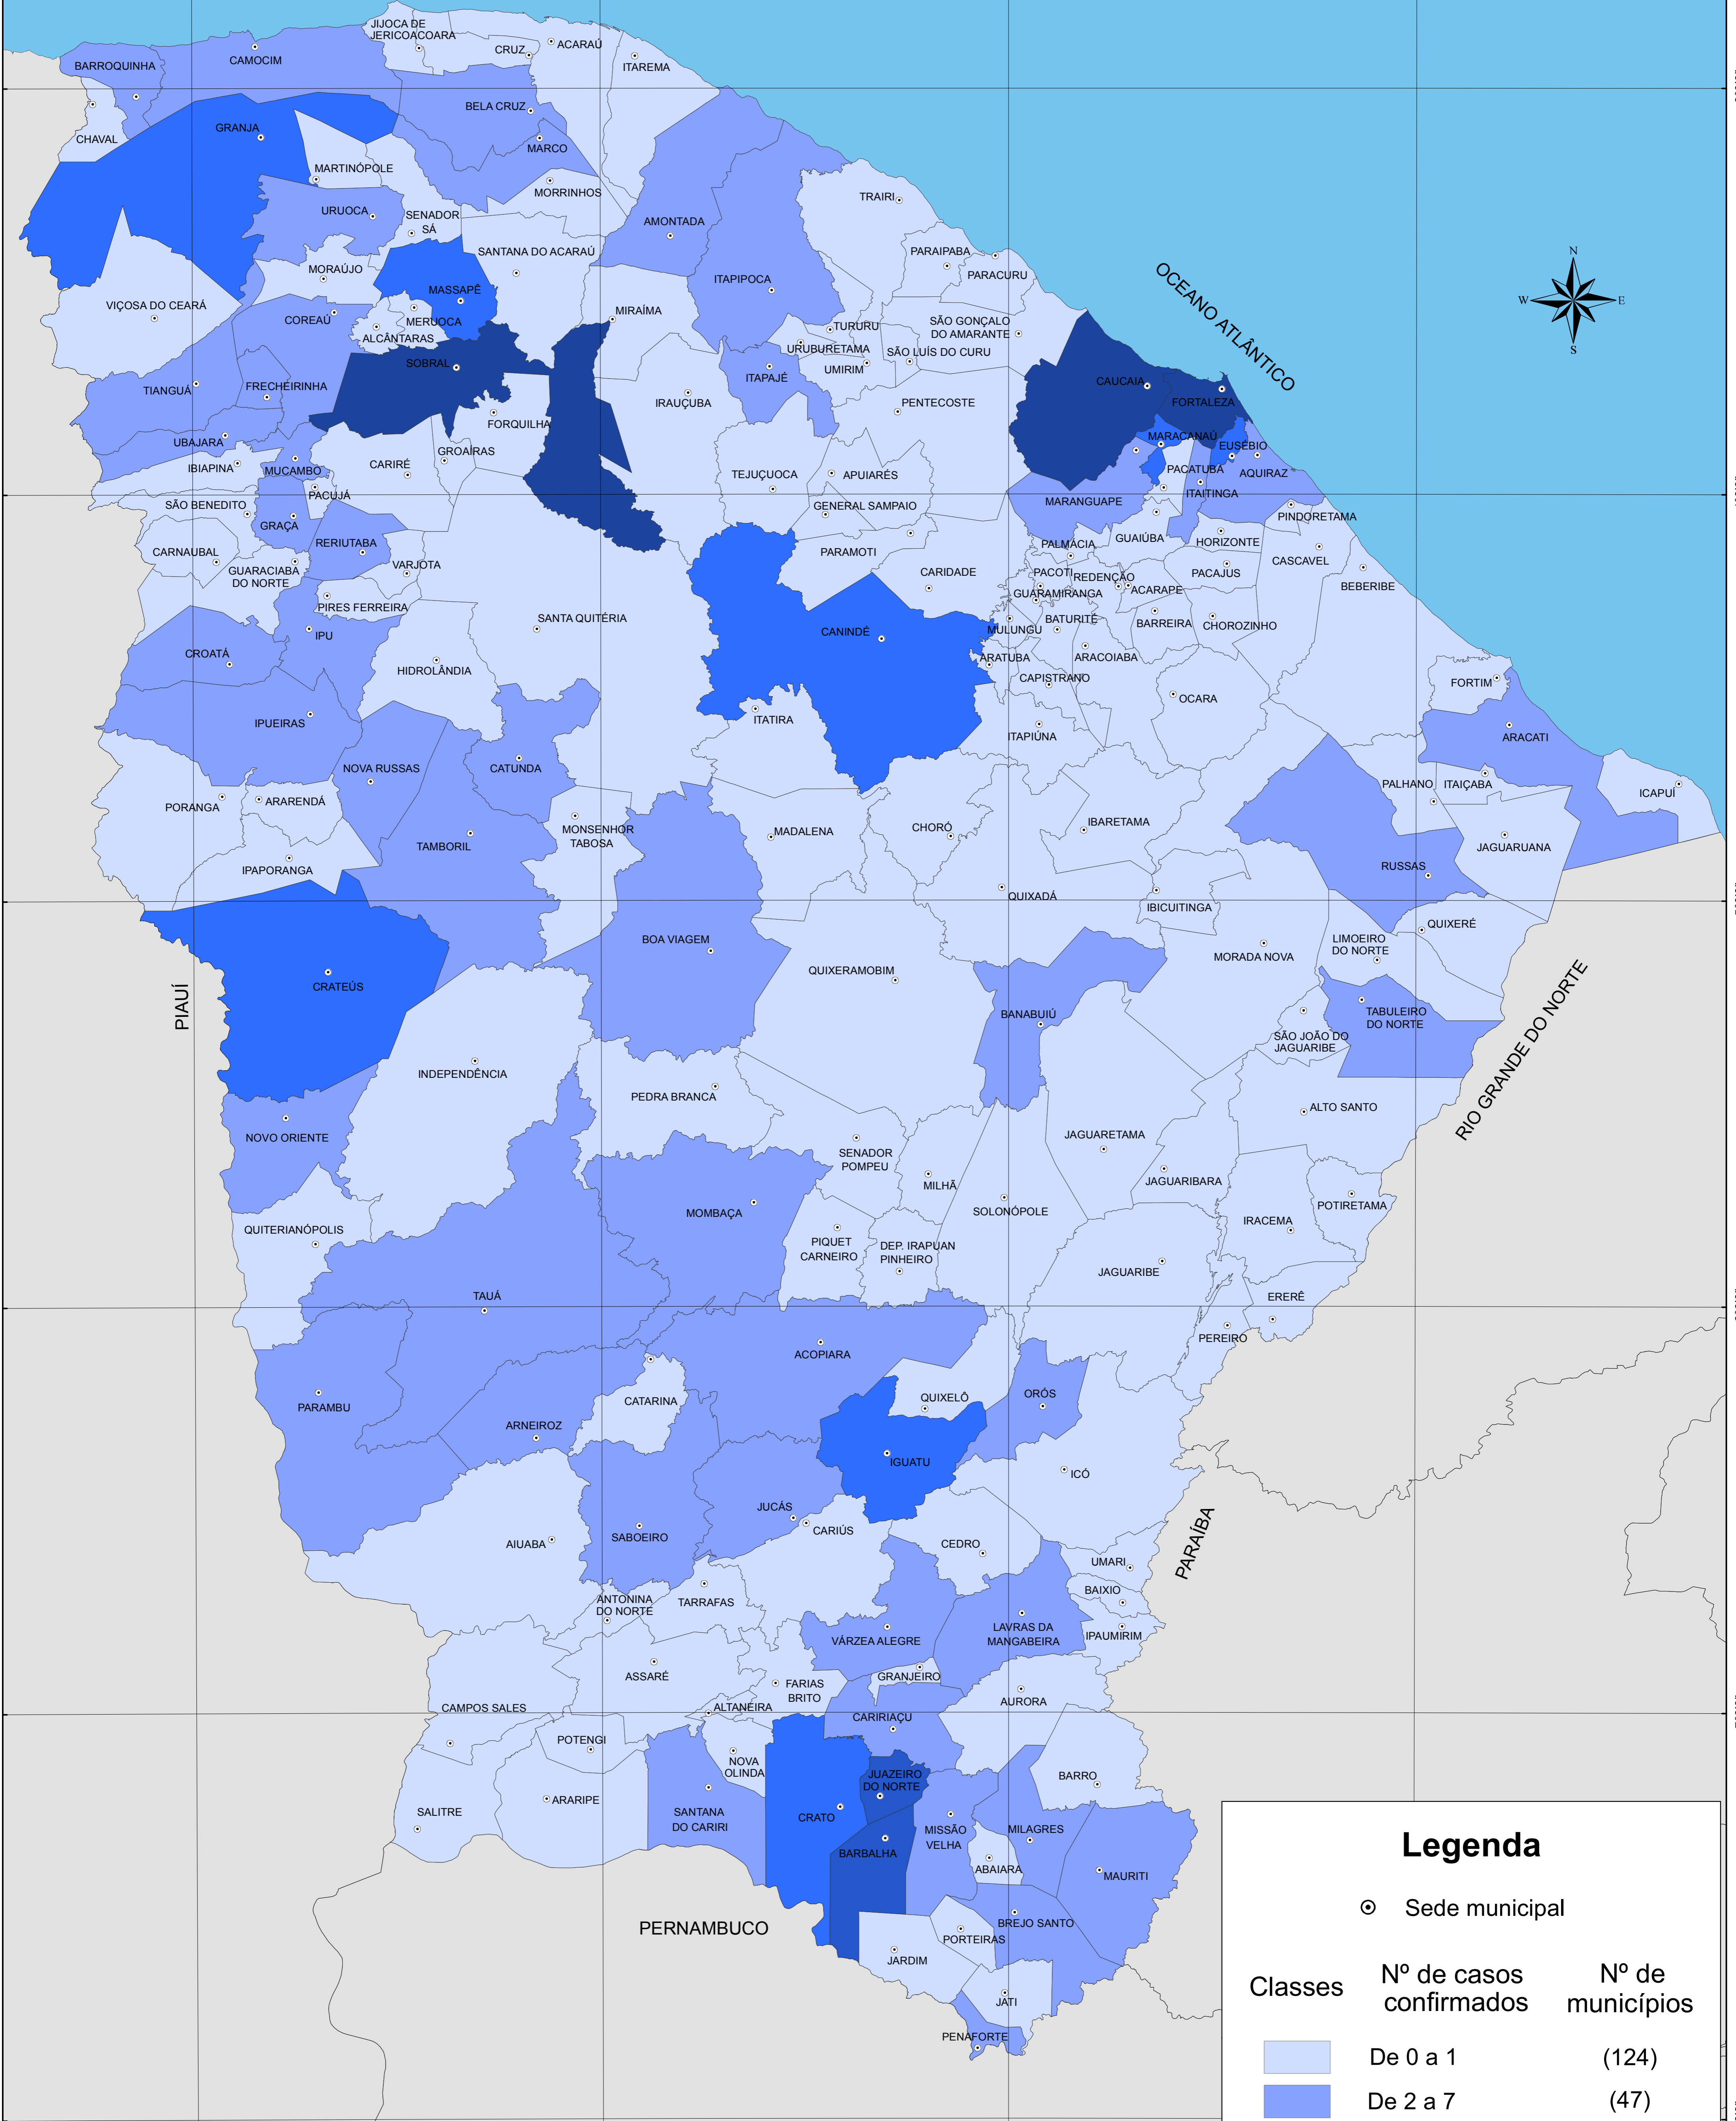 JIJOCA DE
JERICOACOARA
CRUZ
ACARAÚ
ITAREMA
BARROQUINHA
CAMOCIM
BELA CRUZ
CHAVAL
GRANJA
MARCO
MARTINÓPOLE
MORRINHOS
TRAIRI
URUOCA
SENADOR
SÁ
AMONTADA
SANTANA DO ACARAÚ
PARAIPABA
PARACURU
MORAÚJO
ITAPIPOCA
MASSAPÊ
VIÇOSA DO CEARÁ
MIRAÍMA
COREAÚ
MERUOCA
ALCÂNTARAS
TURURU
SÃO GONÇALO
DO AMARANTE
URUBURETAMA
SÃO LUÍS DO CURU
UMIRIM
OCEANO ATLÂNTICO
N
W
E
S
SOBRAL
TIANGUÁ
FRECHEIRINHA
ITAPAJÉ
CAUCAIA
FORTALEZA
IRAUÇUBA
PENTECOSTE
FORQUILHA
UBAJARA
MARACANAÚ
EUSÉBIO
IBIAPINA
MUCAMBO
CARIRÉ
GROAÍRAS
TEJUÇUOCA
APUIARÉS
PACATUBA
AQUIRAZ
PACUJÁ
ITAITINGA
SÃO BENEDITO
GENERAL SAMPAIO
MARANGUAPE
PINDORETAMA
GRAÇA
RERIUTABA
GUAIÚBA
HORIZONTE
CARNAUBAL
PARAMOTI
PALMÁCIA
CASCAVEL
GUARACIABA
DO NORTE
VARJOTA
CARIDADE
PACOTI
REDENÇÃO
PACAJUS
BEBERIBE
ACARAPE
GUARAMIRANGA
PIRES FERREIRA
SANTA QUITÉRIA
CANINDÉ
MULUNGU
BATURITÉ
BARREIRA
CHOROZINHO
IPU
CROATÁ
ARATUBA
ARACOIABA
HIDROLÂNDIA
CAPISTRANO
FORTIM
OCARA
IPUEIRAS
ITATIRA
ITAPIÚNA
ARACATI
NOVA RUSSAS
CATUNDA
PALHANO
ITAIÇABA
ICAPUÍ
PORANGA
ARARENDÁ
MONSENHOR
TABOSA
MADALENA
CHORÓ
IBARETAMA
TAMBORIL
JAGUARUANA
IPAPORANGA
RUSSAS
QUIXADÁ
IBICUITINGA
QUIXERÉ
BOA VIAGEM
LIMOEIRO
DO NORTE
MORADA NOVA
QUIXERAMOBIM
CRATEÚS
PIAUÍ
BANABUIÚ
TABULEIRO
DO NORTE
SÃO JOÃO DO
JAGUARIBE
RIO GRANDE DO NORTE
INDEPENDÊNCIA
PEDRA BRANCA
ALTO SANTO
NOVO ORIENTE
JAGUARETAMA
SENADOR
POMPEU
MILHÃ
JAGUARIBARA
POTIRETAMA
MOMBAÇA
SOLONÓPOLE
IRACEMA
QUITERIANÓPOLIS
PIQUET
CARNEIRO
DEP. IRAPUAN
PINHEIRO
JAGUARIBE
TAUÁ
ERERÊ
PEREIRO
ACOPIARA
PARAMBU
CATARINA
QUIXELÔ
ORÓS
ARNEIROZ
IGUATU
ICÓ
JUCÁS
CARIÚS
SABOEIRO
AIUABA
CEDRO
PARAÍBA
UMARI
BAIXIO
ANTONINA
DO NORTE
TARRAFAS
LAVRAS DA
MANGABEIRA
IPAUMIRIM
VÁRZEA ALEGRE
ASSARÉ
GRANJEIRO
FARIAS
BRITO
AURORA
CAMPOS SALES
ALTANEIRA
CARIRIAÇU
POTENGI
NOVA
OLINDA
JUAZEIRO
DO NORTE
BARRO
ARARIPE
SALITRE
SANTANA
DO CARIRI
CRATO
MISSÃO
VELHA
MILAGRES
BARBALHA
ABAIARA
MAURITI
PERNAMBUCO
BREJO SANTO
PORTEIRAS
JARDIM
JATI
PENAFORTE
Legenda
Sede municipal
Classes
Nº de casos
confirmados
Nº de
municípios
De 0 a 1
(124)
De 2 a 7
(47)